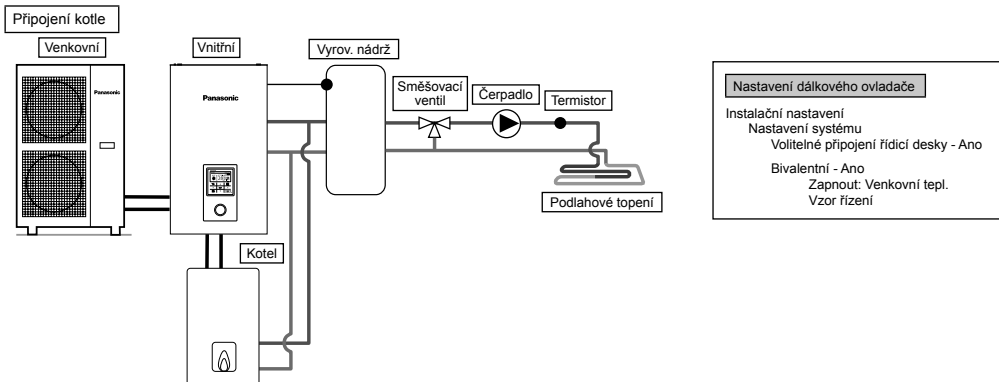 Připojení kotle
Venkovní
Vnitřní
Vyrov. nádrž
Směšovací
ventil
Čerpadlo
Termistor
Panasonic
Panasonic
Podlahové topení
Kotel
Nastavení dálkového ovladače
Instalační nastavení
Nastavení systému
Volitelné připojení řídicí desky - Ano
Bivalentní - Ano
Zapnout: Venkovní tepl.
Vzor řízení